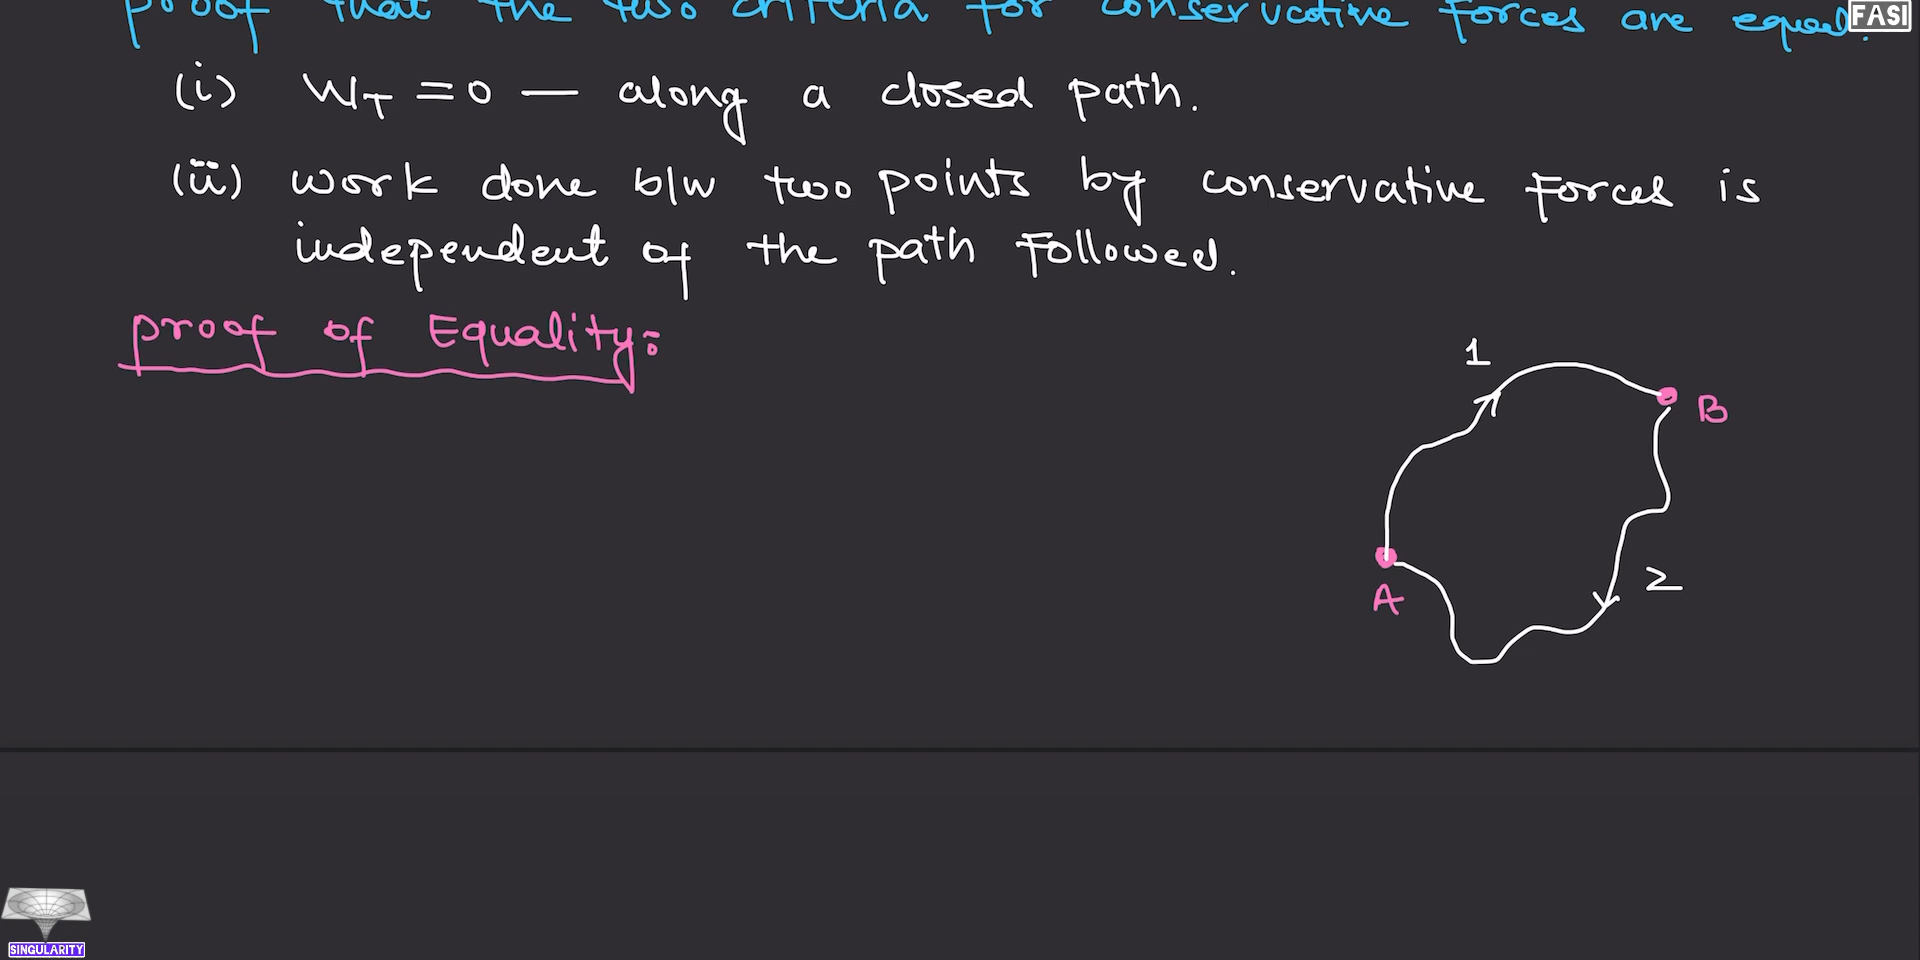 proof that the two criteria for conservative forces are equal.
FASI
(i) WT = 0 — along a closed path.
(ii) work done b/w two points by conservative forces is
independent of the path followed.
Proof of Equality:
1
B
A
2
SINGULARITY